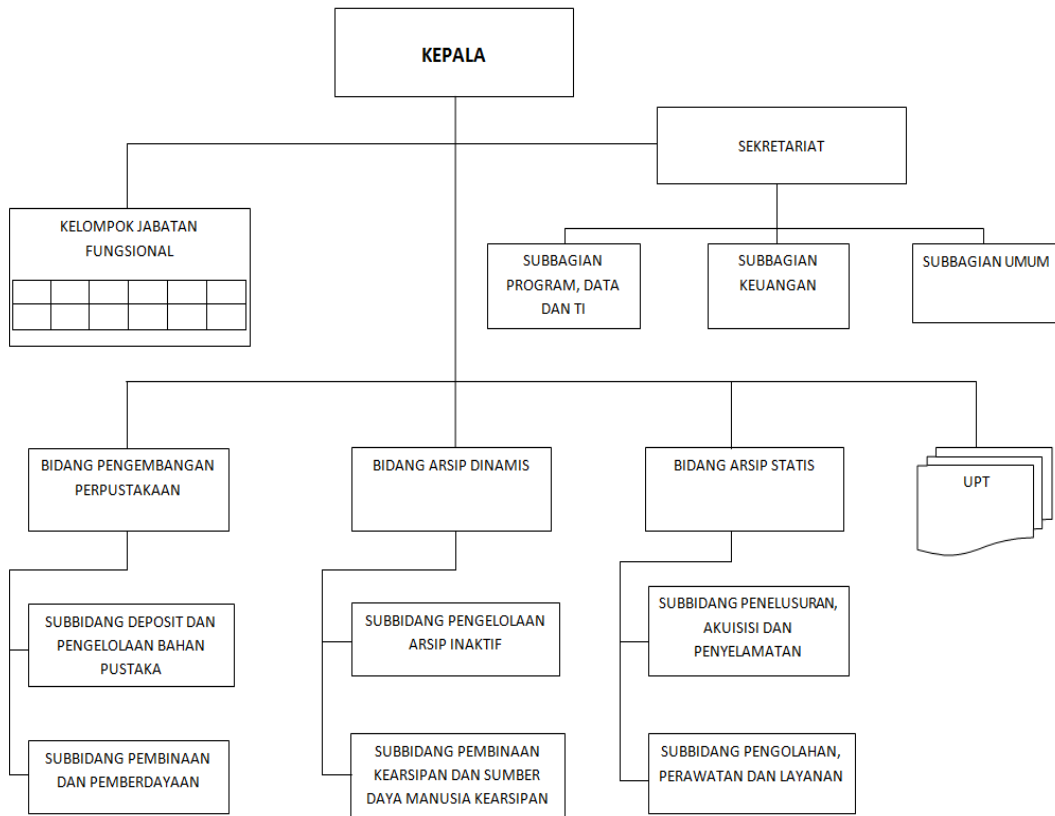 KEPALA
SEKRETARIAT
KELOMPOK JABATAN
FUNGSIONAL
SUBBAGIAN
PROGRAM, DATA
DAN TI
SUBBAGIAN
KEUANGAN
SUBBAGIAN UMUM
BIDANG PENGEMBANGAN
PERPUSTAKAAN
BIDANG ARSIP DINAMIS
BIDANG ARSIP STATIS
UPT
SUBBIDANG DEPOSIT DAN
PENGELOLAAN BAHAN
PUSTAKA
SUBBIDANG PENGELOLAAN
ARSIP INAKTIF
SUBBIDANG PENELUSURAN,
AKUISISI DAN
PENYELAMATAN
SUBBIDANG PEMBINAAN
DAN PEMBERDAYAAN
SUBBIDANG PEMBINAAN
KEARSIPAN DAN SUMBER
DAYA MANUSIA KEARSIPAN
SUBBIDANG PENGOLAHAN,
PERAWATAN DAN LAYANAN